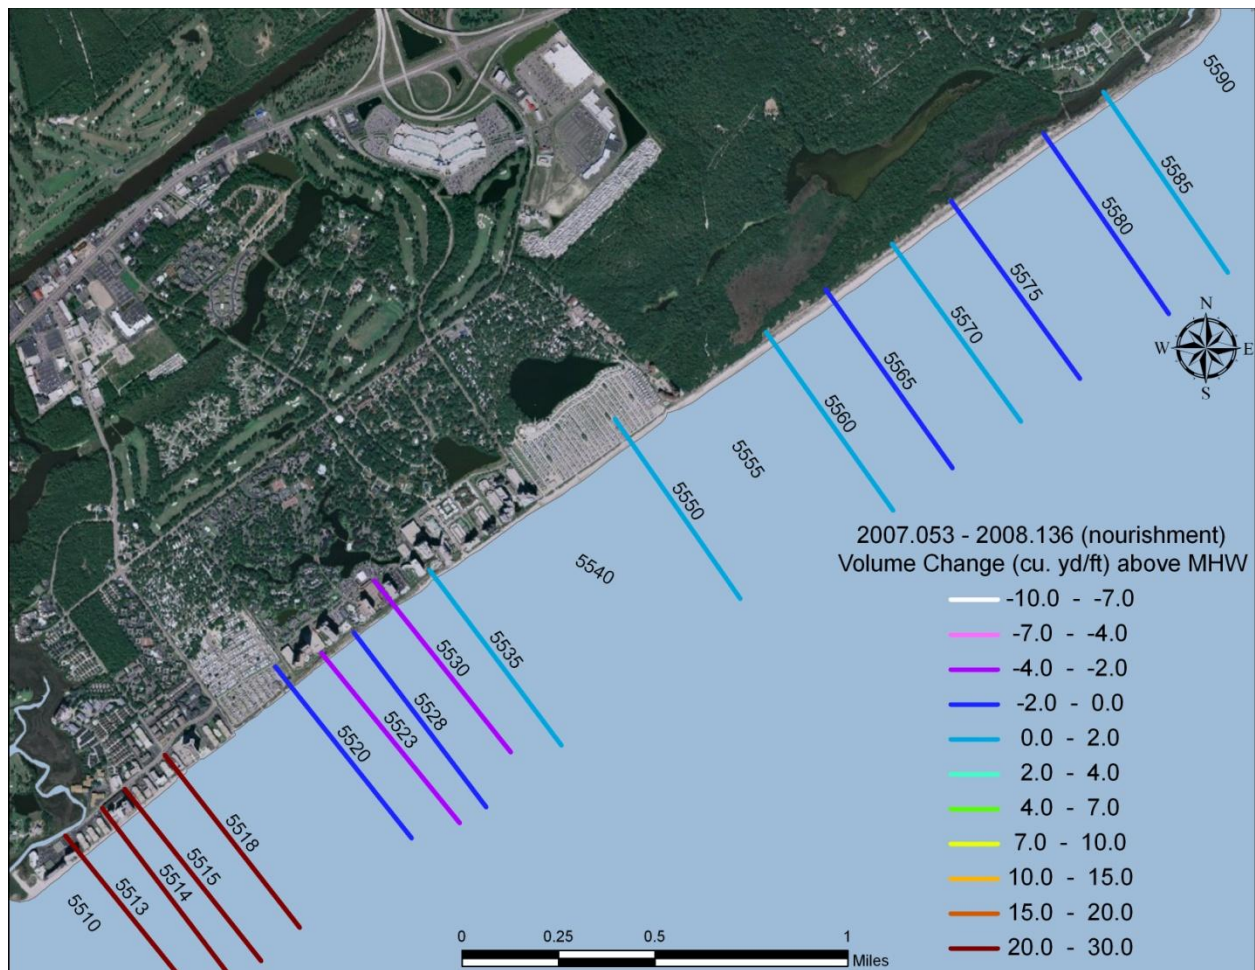 5590
5585
5580
5575
5570
5565
5560
5555
5550
5540
5535
5530
5528
5523
5520
5518
5515
5514
5513
5510
N
W
E
S
2007.053 - 2008.136 (nourishment)
Volume Change (cu. yd/ft) above MHW
-10.0 - -7.0
-7.0 - -4.0
-4.0 - -2.0
-2.0 - 0.0
0.0 - 2.0
2.0 - 4.0
4.0 - 7.0
7.0 - 10.0
10.0 - 15.0
15.0 - 20.0
20.0 - 30.0
0 0.25 0.5 1
Miles